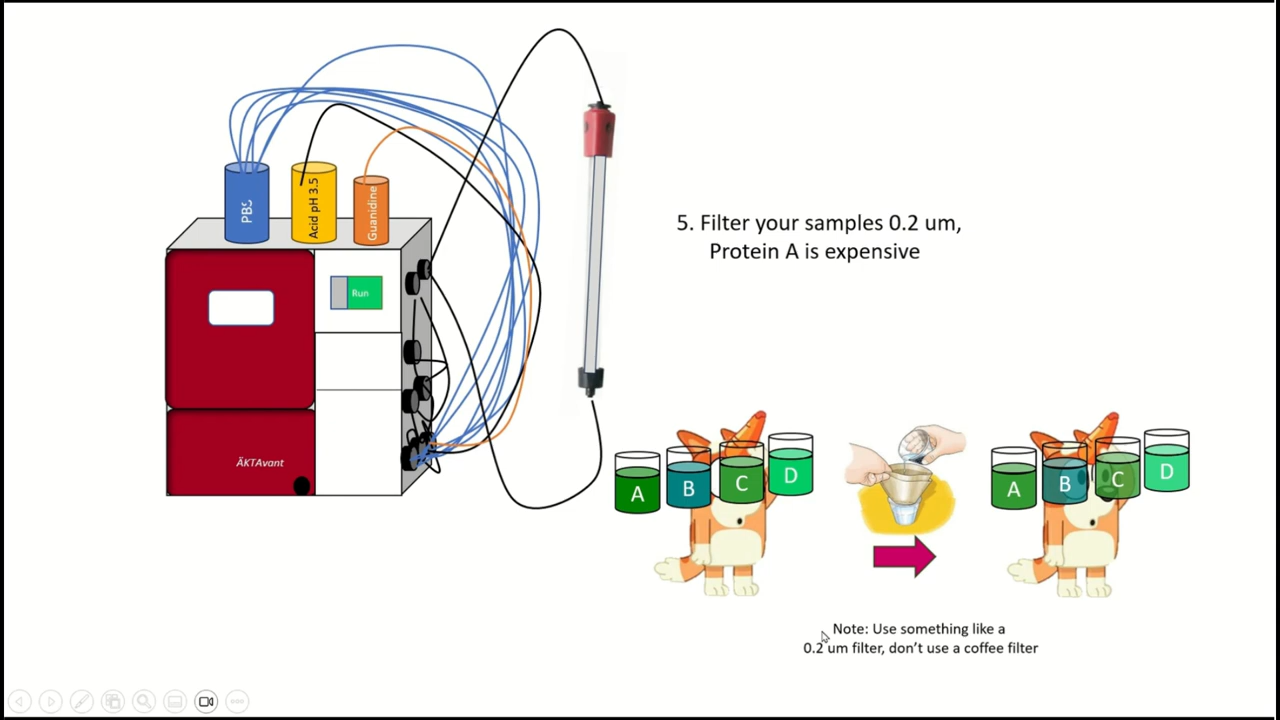 PBS
Acid pH 3.5
Guanidine
Run
ÄKTAvant
5. Filter your samples 0.2 um,
Protein A is expensive
A
B
C
D
A
B
C
D
Note: Use something like a
0.2 um filter, don't use a coffee filter